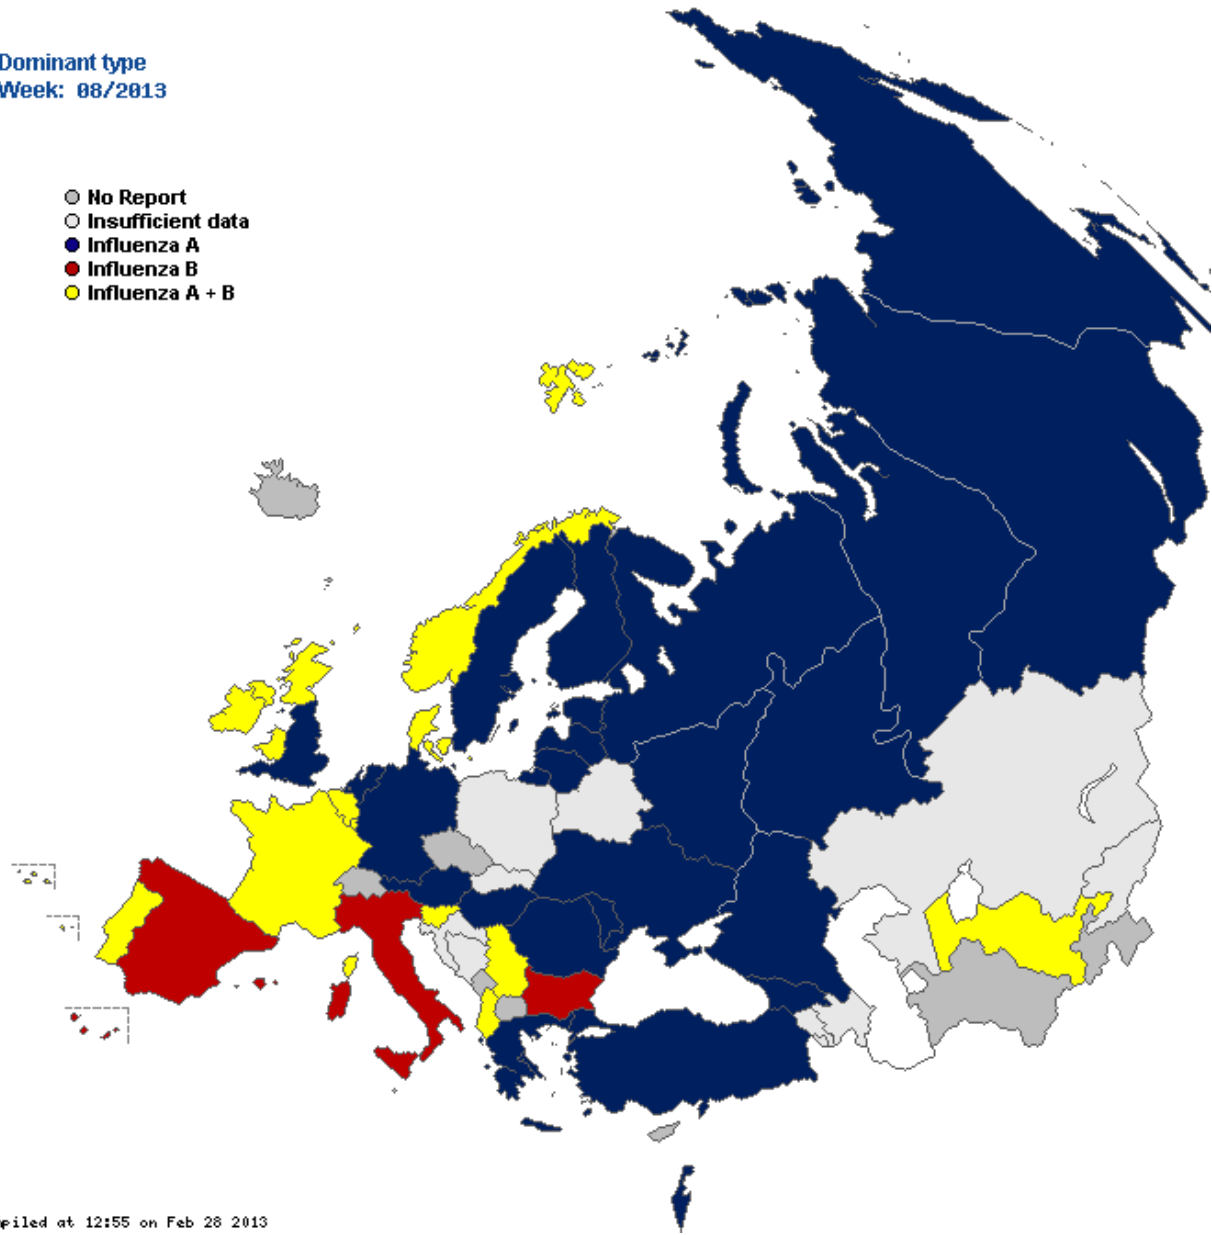 Dominant type
Week: 08/2013
No Report
Insufficient data
Influenza A
Influenza B
Influenza A + B
piled at 12:55 on Feb 28 2013